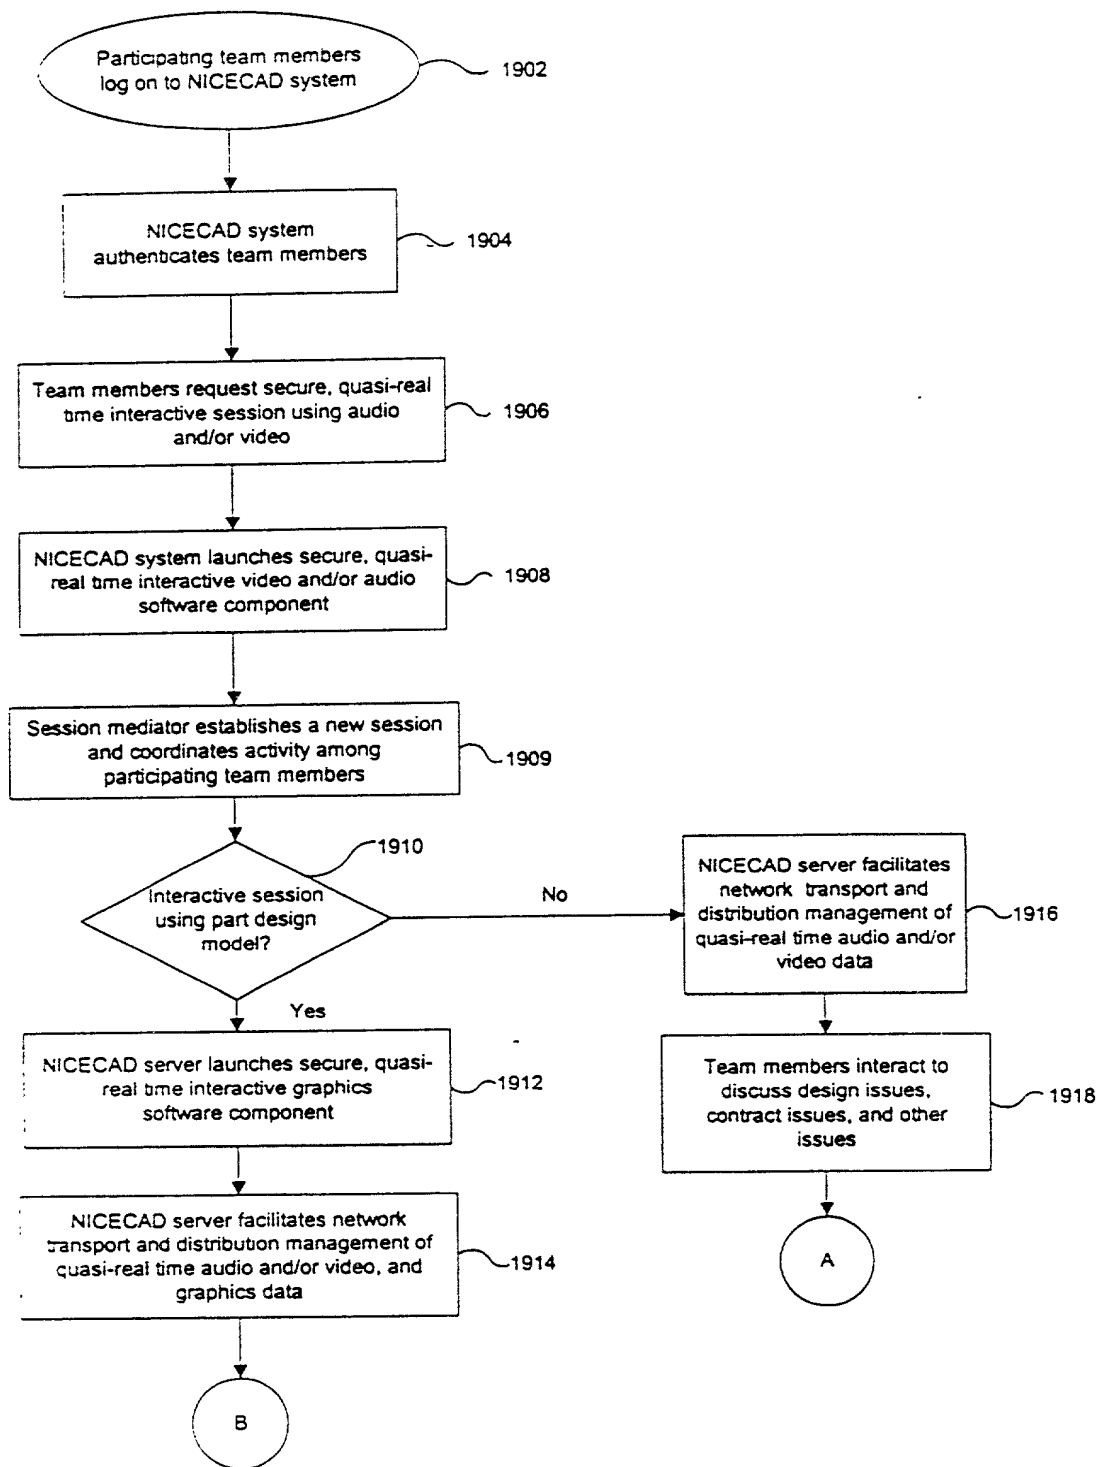 Participating team members
log on to NICECAD system
1902
NICECAD system
authenticates team members
1904
Team members request secure, quasi-real
time interactive session using audio
and/or video
1906
NICECAD system launches secure, quasi-
real time interactive video and/or audio
software component
1908
Session mediator establishes a new session
and coordinates activity among
participating team members
1909
1910
Interactive session
using part design
model?
No
Yes
NICECAD server facilitates
network transport and
distribution management of
quasi-real time audio and/or
video data
1916
NICECAD server launches secure, quasi-
real time interactive graphics
software component
1912
Team members interact to
discuss design issues,
contract issues, and other
issues
1918
NICECAD server facilitates network
transport and distribution management of
quasi-real time audio and/or video, and
graphics data
1914
A
B